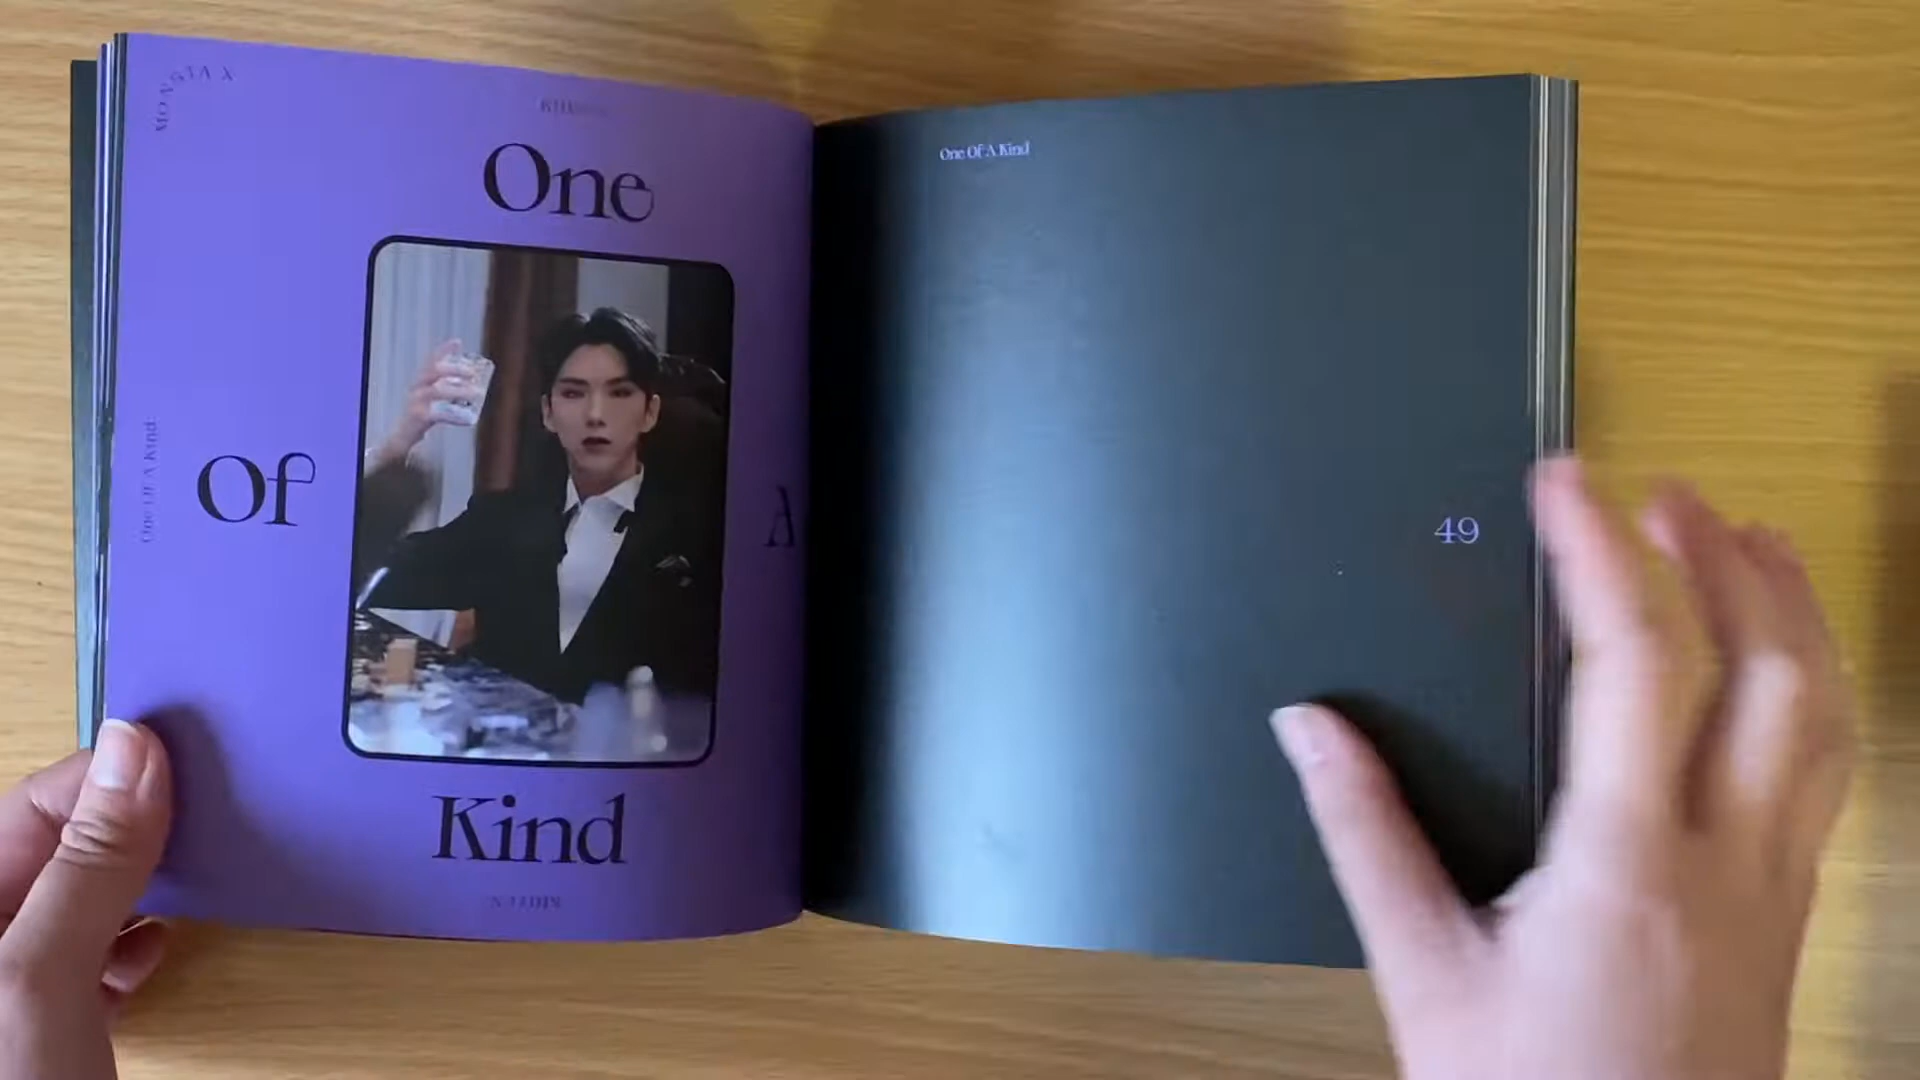 MONSTA X
One
Of
A
Kind
One Of A Kind
One Of A Kind
49